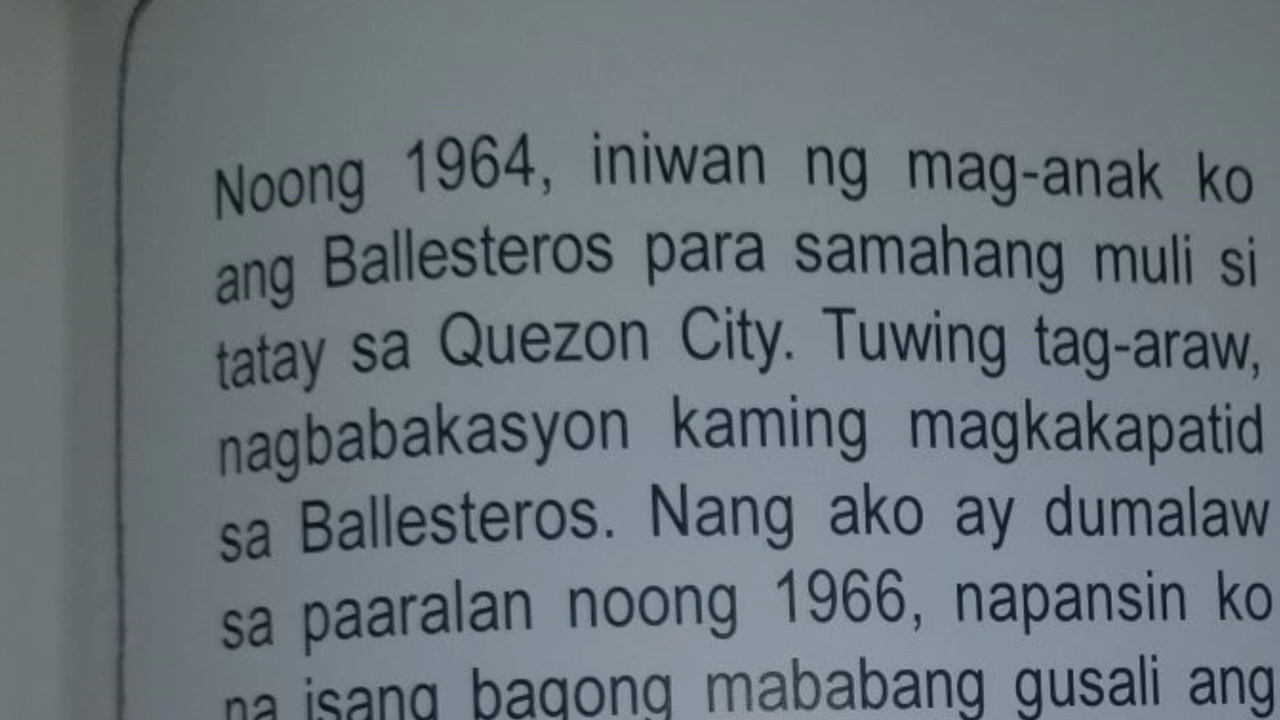 Noong 1964, iniwan ng mag-anak ko
ang Ballesteros para samahang muli si
tatay sa Quezon City. Tuwing tag-araw,
nagbabakasyon kaming magkakapatid
sa Ballesteros. Nang ako ay dumalaw
sa paaralan noong 1966, napansin ko
na isang bagong mababang gusali ang